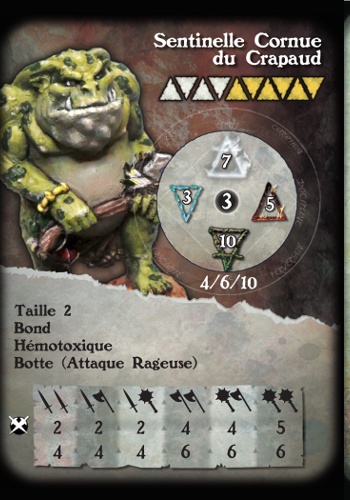 Sentinelle Cornue
du Crapaud
7
3 3 5
10
4/6/10
Taille 2
Bond
Hémotoxique
Botte (Attaque Rageuse)
2 2 2 4 4 5
4 4 4 6 6 6